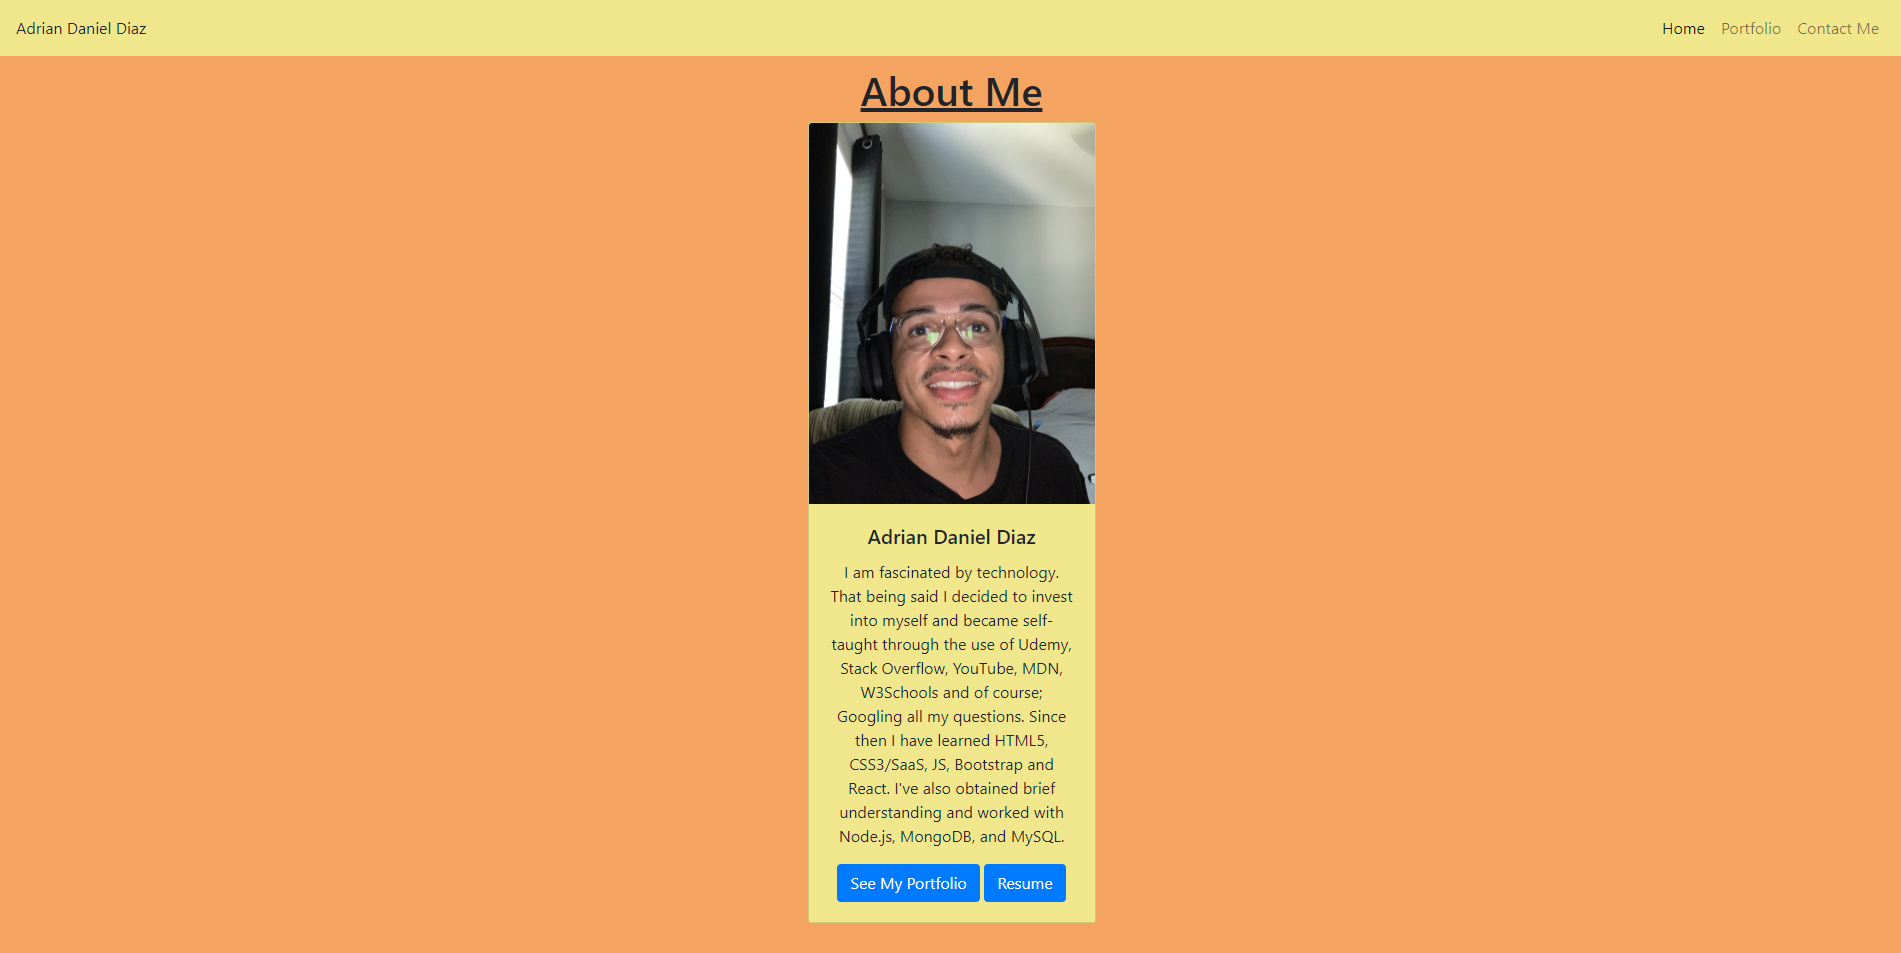 Adrian Daniel Diaz
Home Portfolio Contact Me
About Me
Adrian Daniel Diaz
I am fascinated by technology.
That being said I decided to invest
into myself and became self-
taught through the use of Udemy,
Stack Overflow, YouTube, MDN,
W3Schools and of course;
Googling all my questions. Since
then I have learned HTML5,
CSS3/SaaS, JS, Bootstrap and
React. I've also obtained brief
understanding and worked with
Node.js, MongoDB, and MySQL.
See My Portfolio Resume